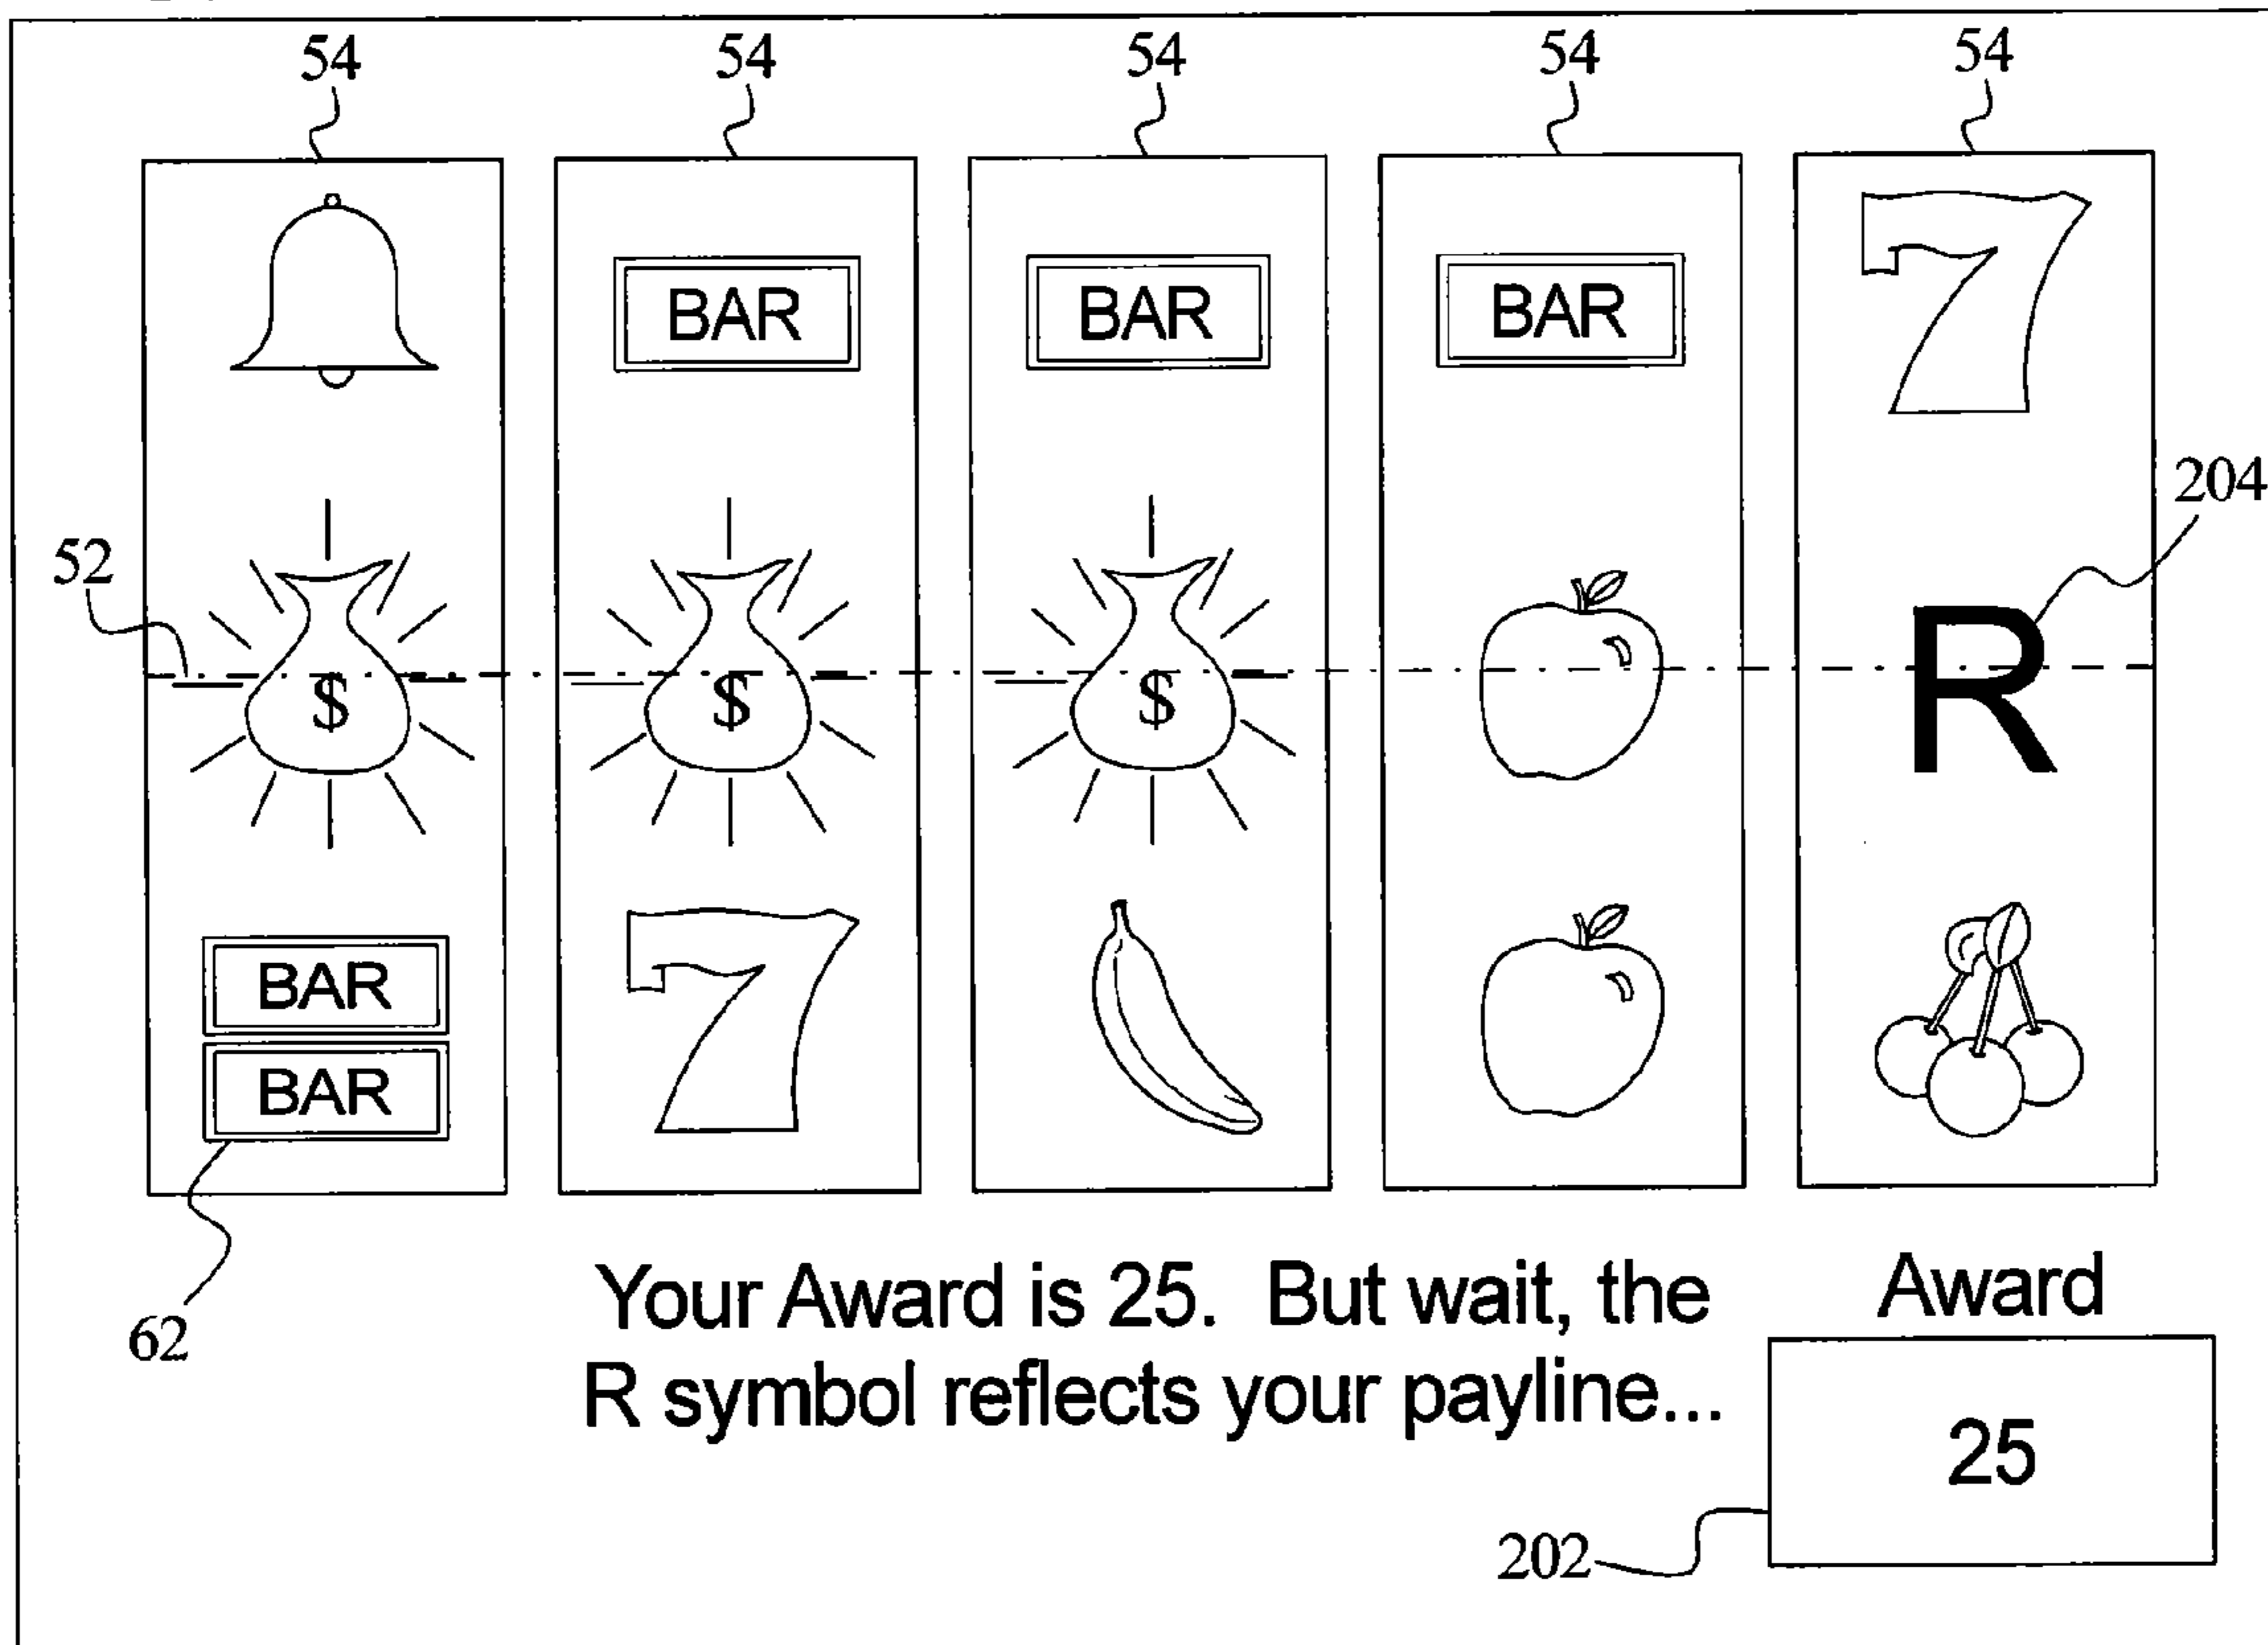 54 54 54 54 54
7
BAR BAR BAR
204
52
$ $ $ R
7
BAR
BAR
62
Your Award is 25. But wait, the
R symbol reflects your payline...
Award
25
202